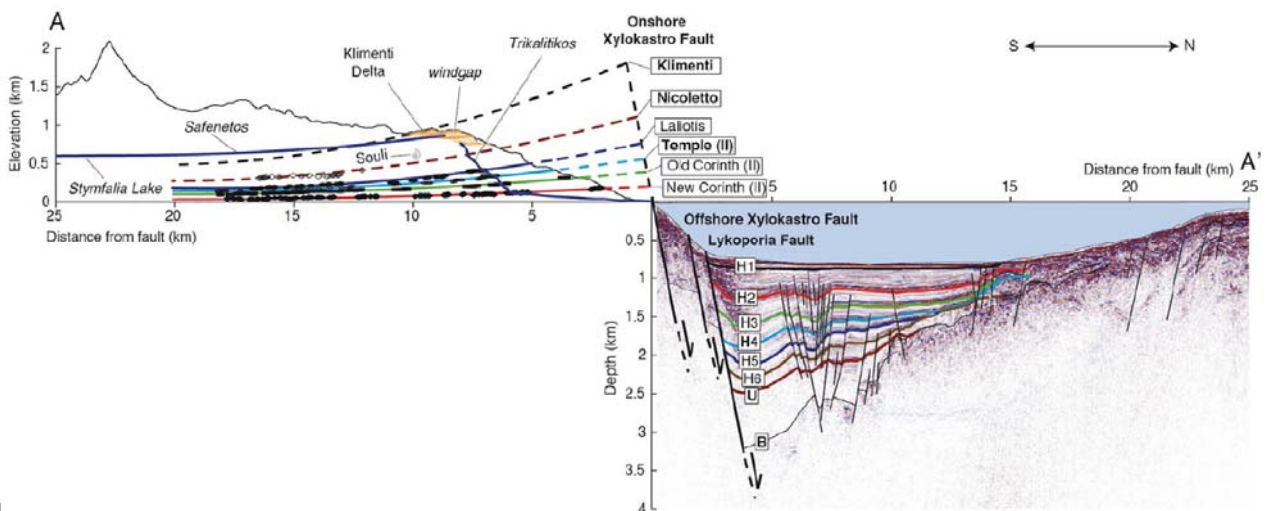 A
Onshore
Xylokastro Fault
S
N
Klimenti
Delta
Trikalitikos
windgap
Klimenti
Nicoletto
Laliotis
Temple (II)
Old Corinth (II)
New Corinth (II)
Safenetos
Souli
Stymfalia Lake
Elevation (km)
2
1.5
1
0.5
0
25
20
15
10
5
Distance from fault (km)
Distance from fault (km)
A'
5
10
15
20
25
Offshore Xylokastro Fault
Lykoporia Fault
H1
H2
H3
H4
H5
H6
U
B
Depth (km)
0.5
1
1.5
2
2.5
3
3.5
4